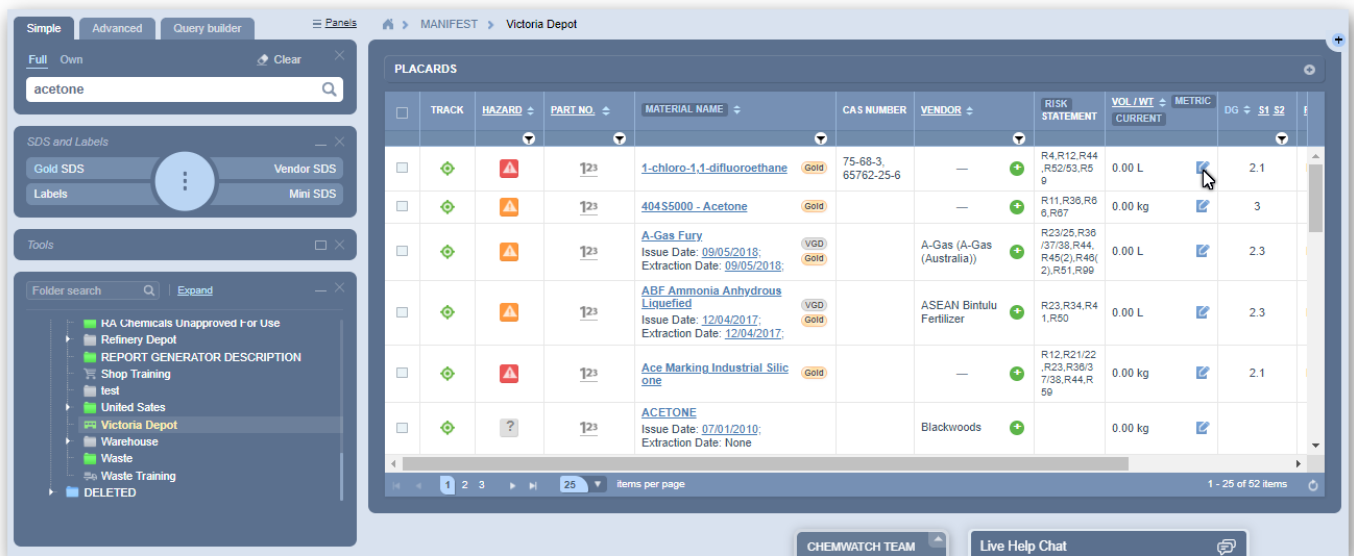 Simple Advanced Query builder Panels
MANIFEST Victoria Depot
Full Own Clear
acetone
SDS and Labels
Gold SDS Vendor SDS
Labels Mini SDS
Tools
Folder search Expand
RA Chemicals Unapproved For Use
Refinery Depot
REPORT GENERATOR DESCRIPTION
Shop Training
test
United Sates
Victoria Depot
Warehouse
Waste
Waste Training
DELETED
PLACARDS
TRACK HAZARD PART NO. MATERIAL NAME CAS NUMBER VENDOR RISK STATEMENT VOL / WT METRIC CURRENT DG S1 S2
123 1-chloro-1,1-difluoroethane Gold 75-68-3, 65762-25-6 — R4,R12,R44 ,R52/53,R5 9 0.00 L 2.1
123 404S5000 - Acetone Gold — R11,R36,R6 6,R67 0.00 kg 3
123 A-Gas Fury VGD Gold A-Gas (A-Gas (Australia)) R23/25,R36 /37/38,R44, R45(2),R46( 2),R51,R99 0.00 L 2.3
Issue Date: 09/05/2018;
Extraction Date: 09/05/2018;
123 ABF Ammonia Anhydrous Liquefied VGD Gold ASEAN Bintulu Fertilizer R23,R34,R4 1,R50 0.00 L 2.3
Issue Date: 12/04/2017;
Extraction Date: 12/04/2017;
123 Ace Marking Industrial Silic one Gold — R12,R21/22 ,R23,R36/3 7/38,R44,R 59 0.00 kg 2.1
123 ACETONE Blackwoods 0.00 kg
Issue Date: 07/01/2010;
Extraction Date: None
1 2 3 25 items per page 1 - 25 of 52 items
CHEMWATCH TEAM Live Help Chat